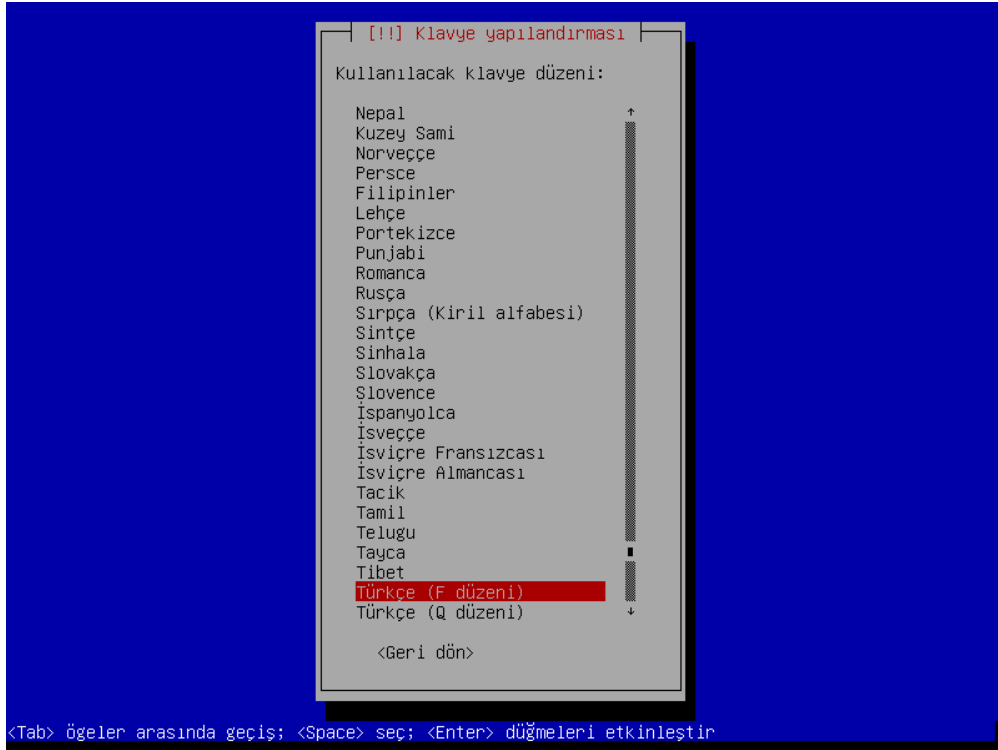 [!!] Klavye yapılandırması
Kullanılacak klavye düzeni:
Nepal
Kuzey Sami
Norveççe
Persce
Filipinler
Lehçe
Portekizce
Punjabi
Romanca
Rusça
Sırpça (Kiril alfabesi)
Sintçe
Sinhala
Slovakça
Slovence
İspanyolca
İsveççe
İsviçre Fransızcası
İsviçre Almancası
Tacik
Tamil
Telugu
Tayca
Tibet
Türkçe (F düzeni)
Türkçe (Q düzeni)
<Geri dön>
<Tab> ögeler arasında geçiş; <Space> seç; <Enter> düğmeleri etkinleştir